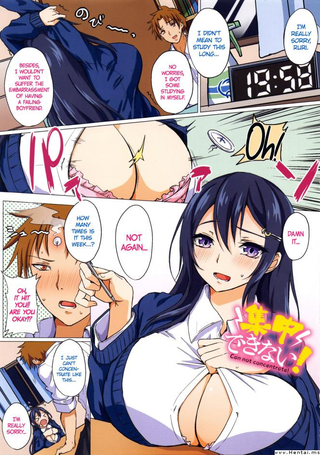 I'M REALLY SORRY, RURI.
I DIDN'T MEAN TO STUDY THIS LONG...
NO WORRIES, I GOT SOME STUDYING IN MYSELF.
BESIDES, I WOULDN'T WANT TO SUFFER THE EMBARRASSMENT OF HAVING A FAILING BOYFRIEND
のび〜
19:58
Oh!
DAMN IT...
NOT AGAIN...
HOW MANY TIMES IS IT THIS WEEK...?
OH, IT HIT YOU!! ARE YOU OKAY??
集中できない!
Can not concentrate!
I JUST CAN'T CONCENTRATE LIKE THIS...
I'M REALLY SORRY...
www.Hentai.ms